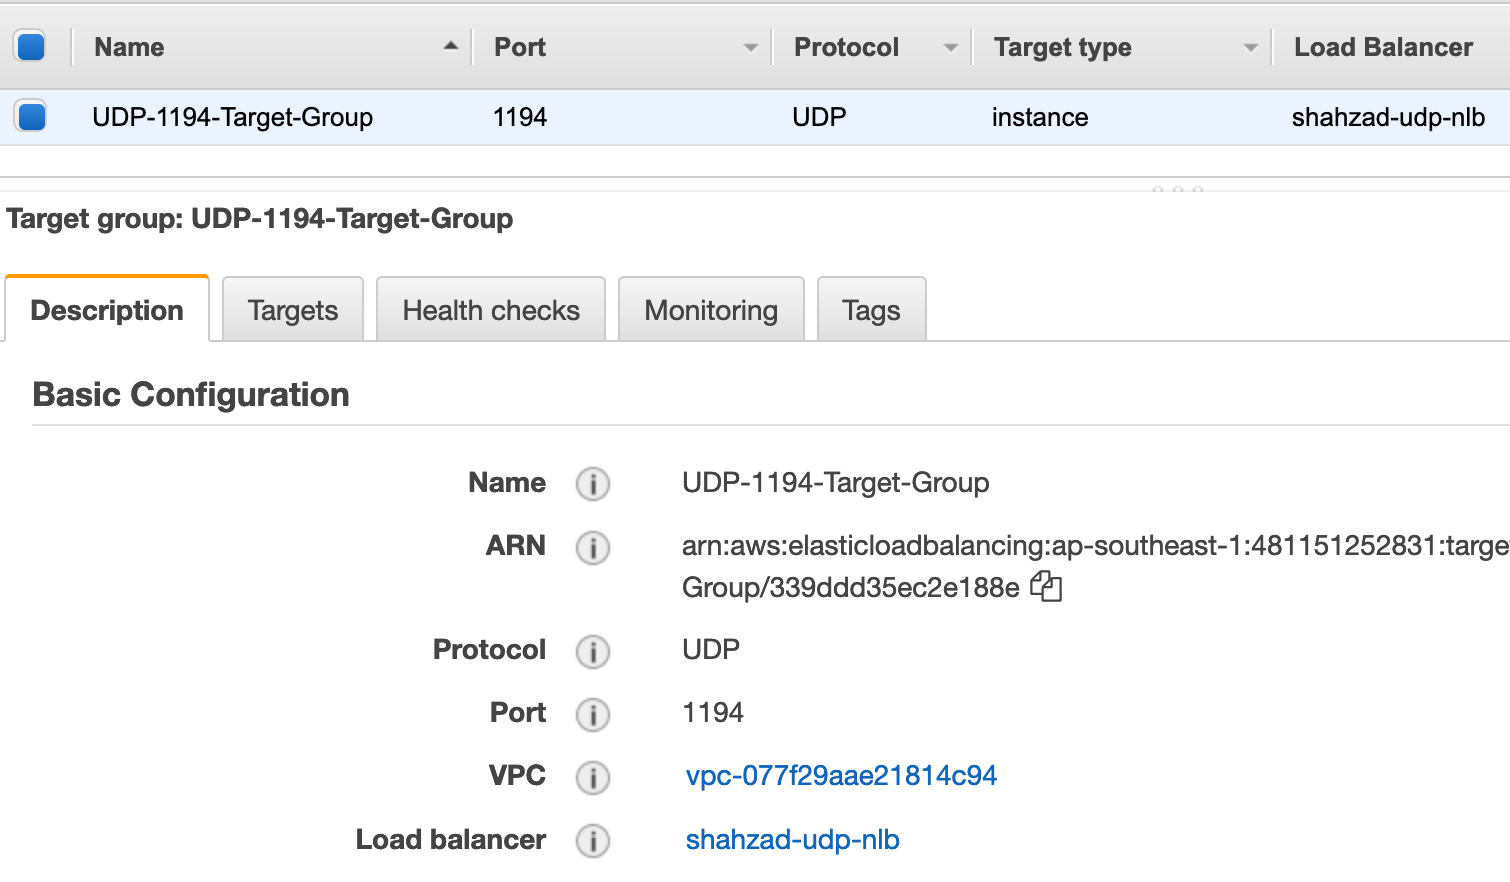 Name Port Protocol Target type Load Balancer
UDP-1194-Target-Group 1194 UDP instance shahzad-udp-nlb
Target group: UDP-1194-Target-Group
Description Targets Health checks Monitoring Tags
Basic Configuration
Name UDP-1194-Target-Group
ARN arn:aws:elasticloadbalancing:ap-southeast-1:481151252831:targe
Group/339ddd35ec2e188e
Protocol UDP
Port 1194
VPC vpc-077f29aae21814c94
Load balancer shahzad-udp-nlb